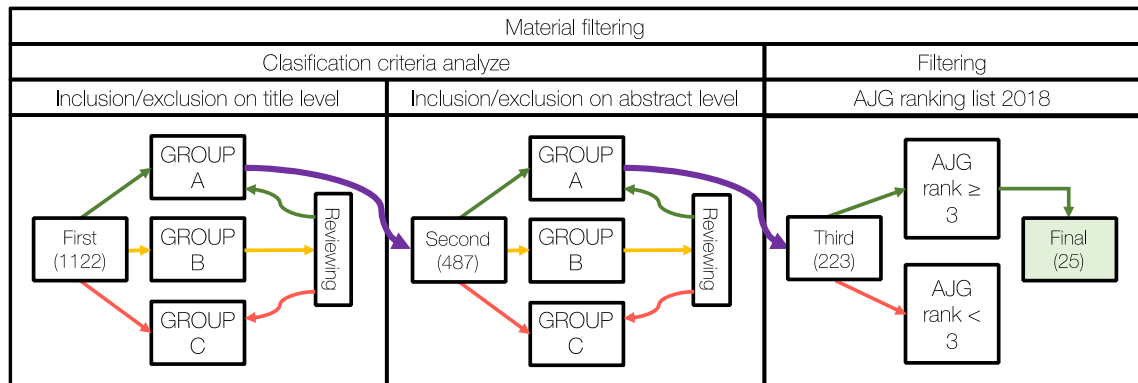 Material filtering
Clasification criteria analyze
Filtering
Inclusion/exclusion on title level
Inclusion/exclusion on abstract level
AJG ranking list 2018
First
(1122)
GROUP
A
GROUP
B
GROUP
C
Reviewing
Second
(487)
GROUP
A
GROUP
B
GROUP
C
Reviewing
Third
(223)
AJG
rank ≥
3
AJG
rank <
3
Final
(25)